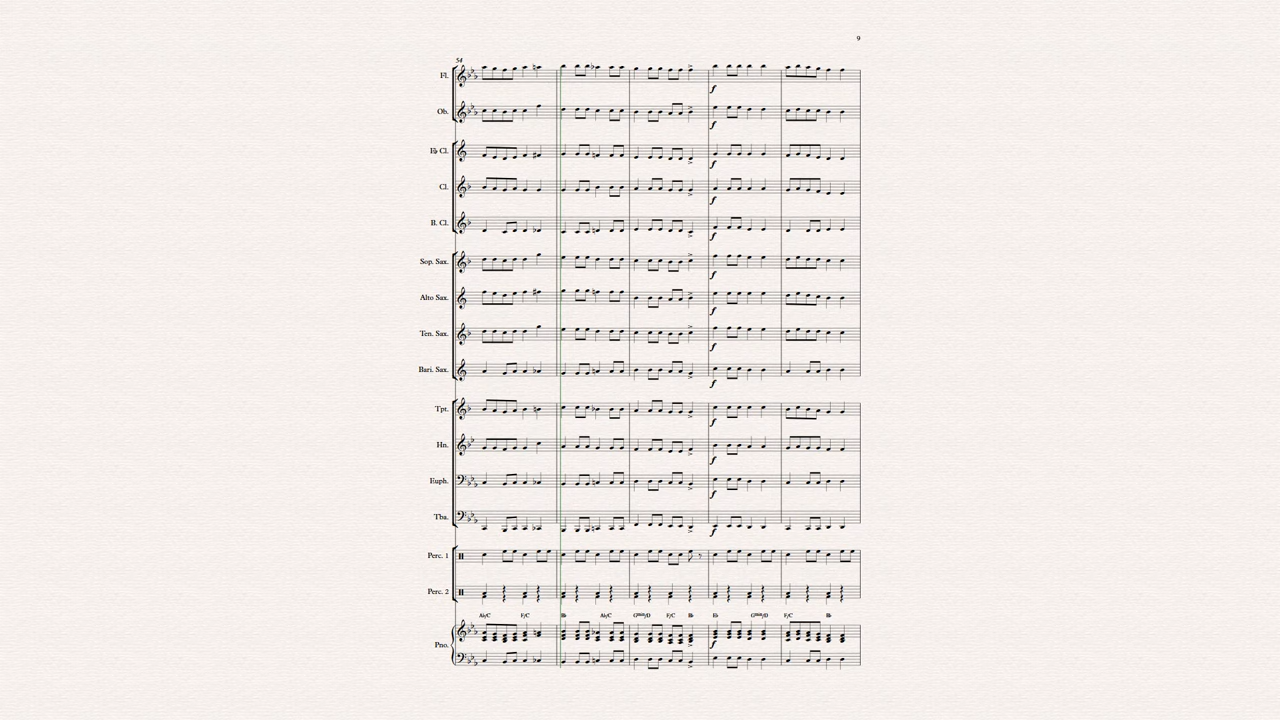 9
54
Fl.
Ob.
E♭ Cl.
Cl.
B. Cl.
Sop. Sax.
Alto Sax.
Ten. Sax.
Bari. Sax.
Tpt.
Hn.
Euph.
Tba.
Perc. 1
Perc. 2
A♭/C F/C B♭ A♭/C F/C B♭ E♭ F/C B♭
Pno.
f
f
f
f
f
f
f
f
f
f
f
f
f
f